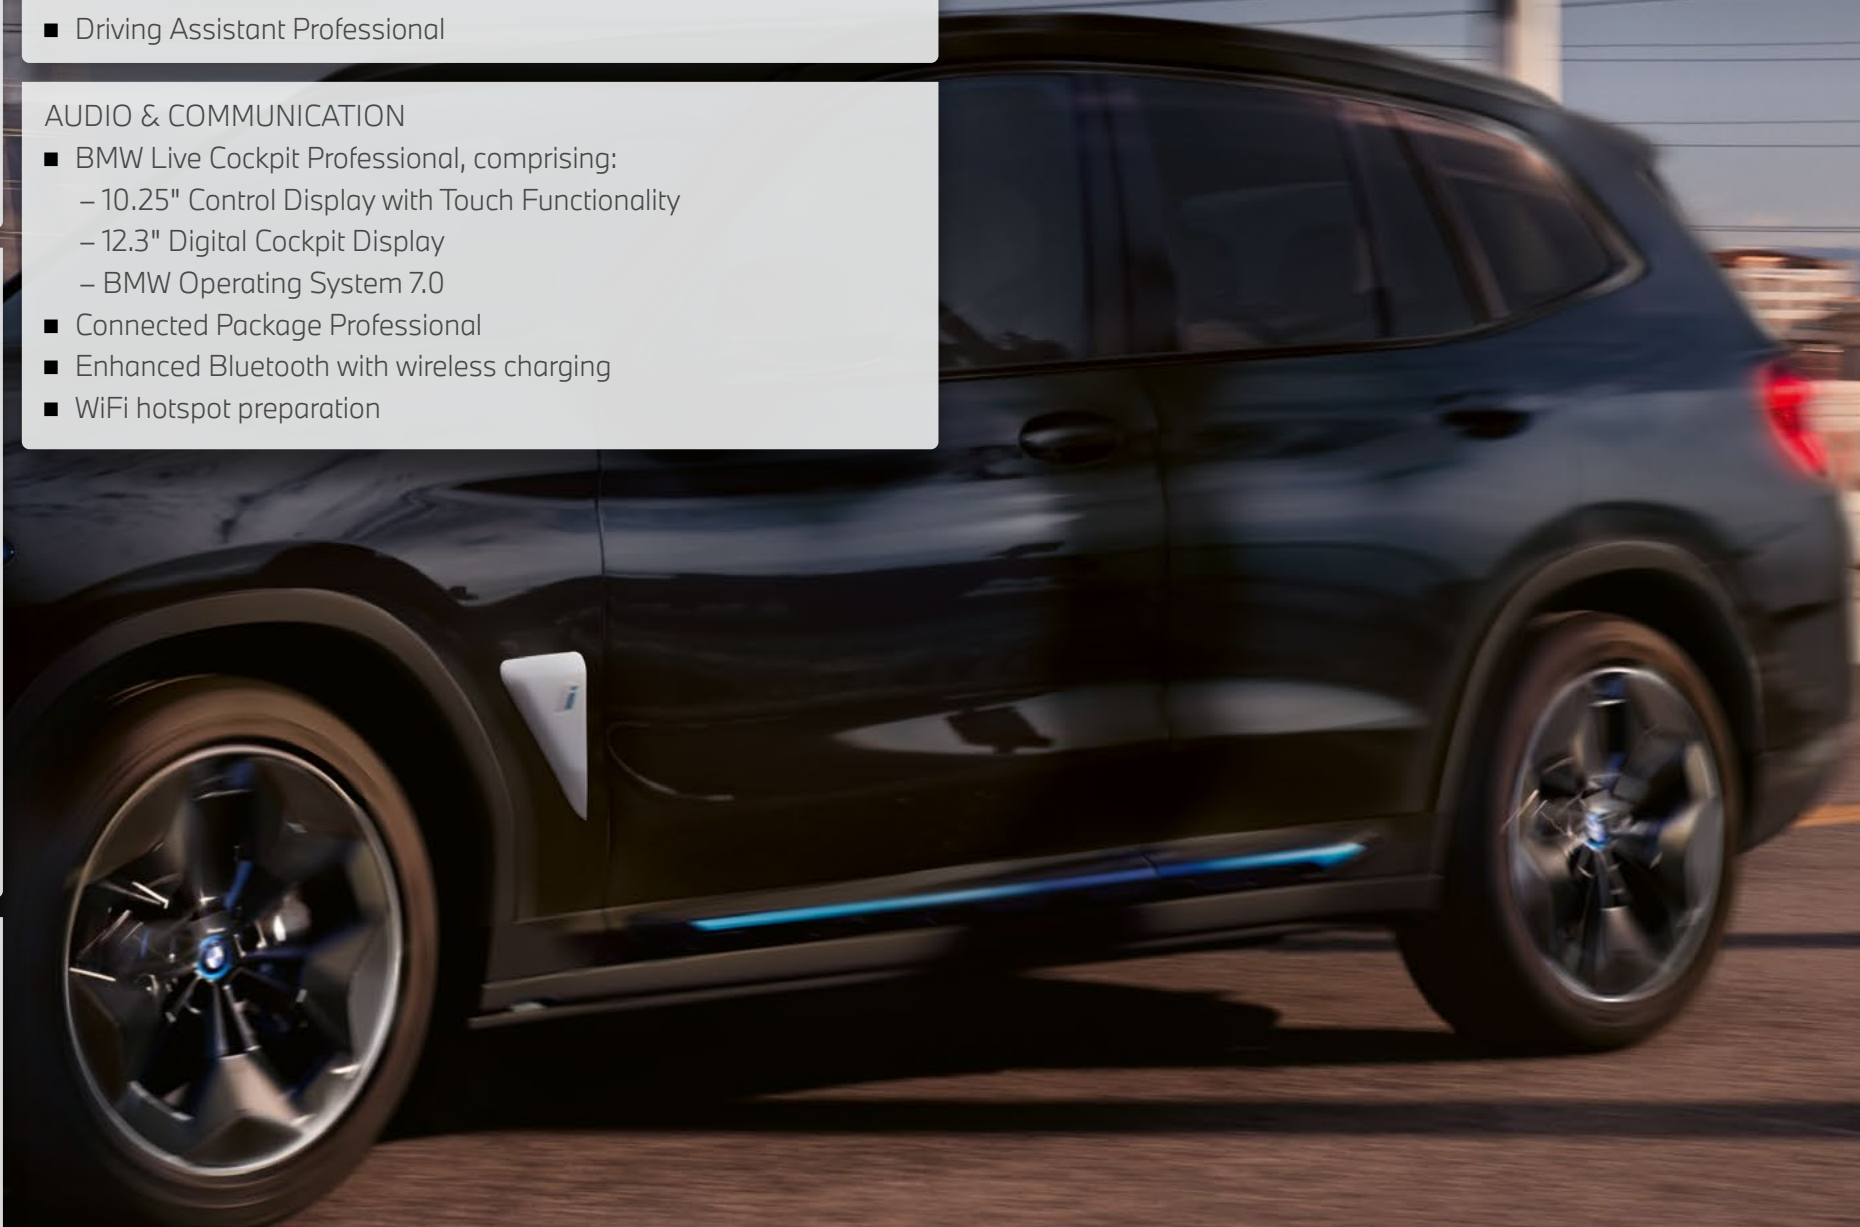 ■ Driving Assistant Professional
AUDIO & COMMUNICATION
■ BMW Live Cockpit Professional, comprising:
– 10.25" Control Display with Touch Functionality
– 12.3" Digital Cockpit Display
– BMW Operating System 7.0
■ Connected Package Professional
■ Enhanced Bluetooth with wireless charging
■ WiFi hotspot preparation